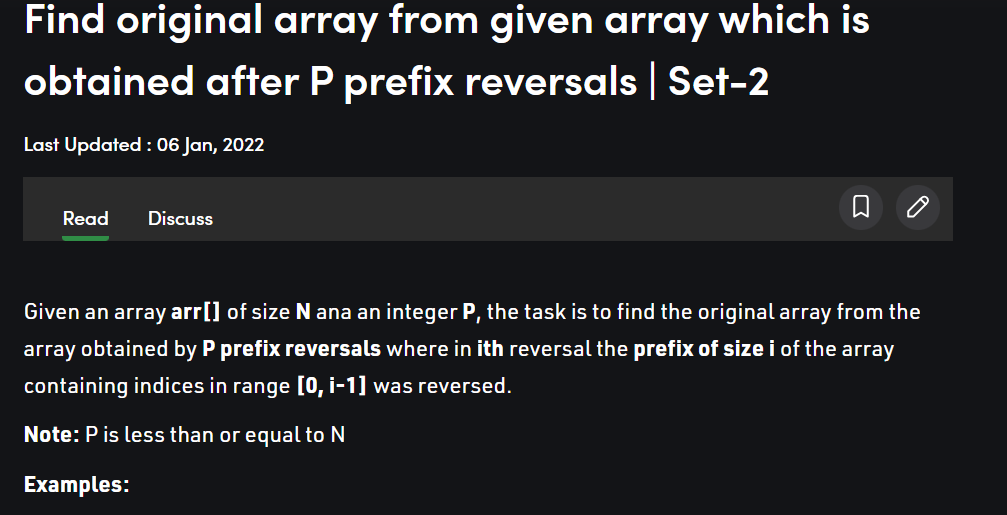 Find original array from given array which is
obtained after P prefix reversals | Set-2
Last Updated : 06 Jan, 2022
Read Discuss
Given an array arr[] of size N ana an integer P, the task is to find the original array from the
array obtained by P prefix reversals where in ith reversal the prefix of size i of the array
containing indices in range [0, i-1] was reversed.
Note: P is less than or equal to N
Examples: